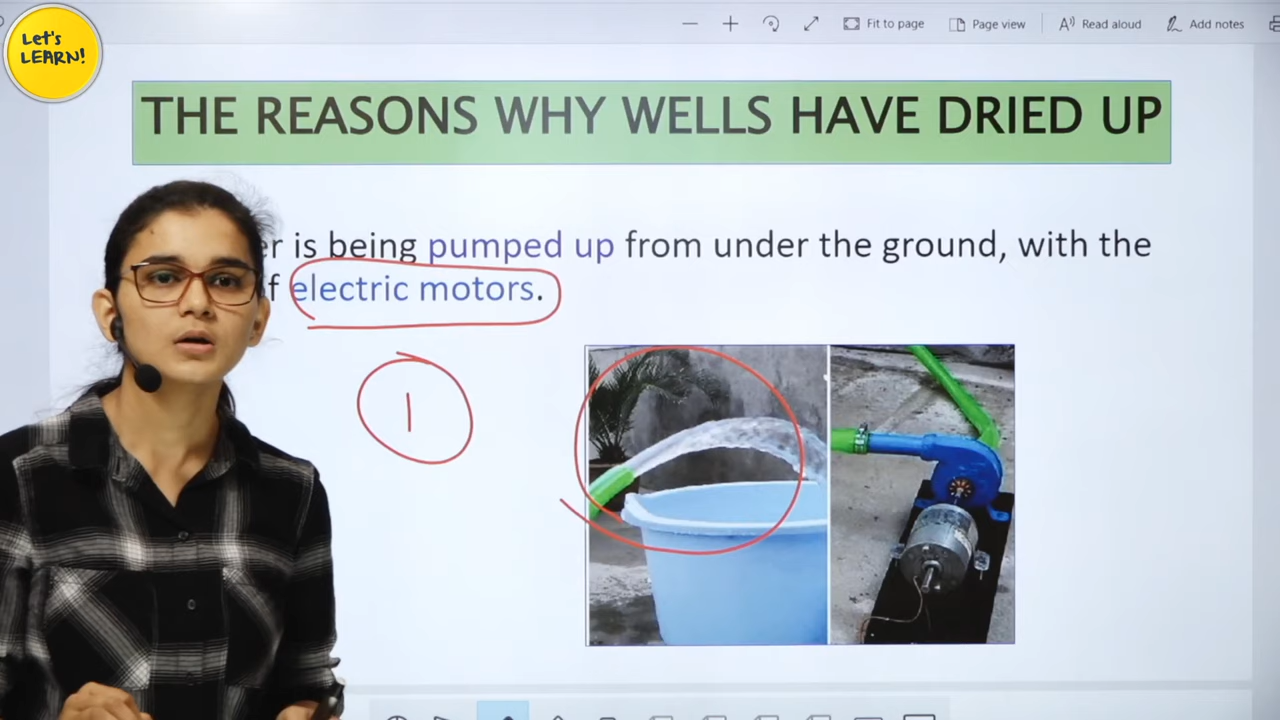 Let's
LEARN!
Fit to page
Page view
Read aloud
Add notes
THE REASONS WHY WELLS HAVE DRIED UP
is being pumped up from under the ground, with the
electric motors.
1